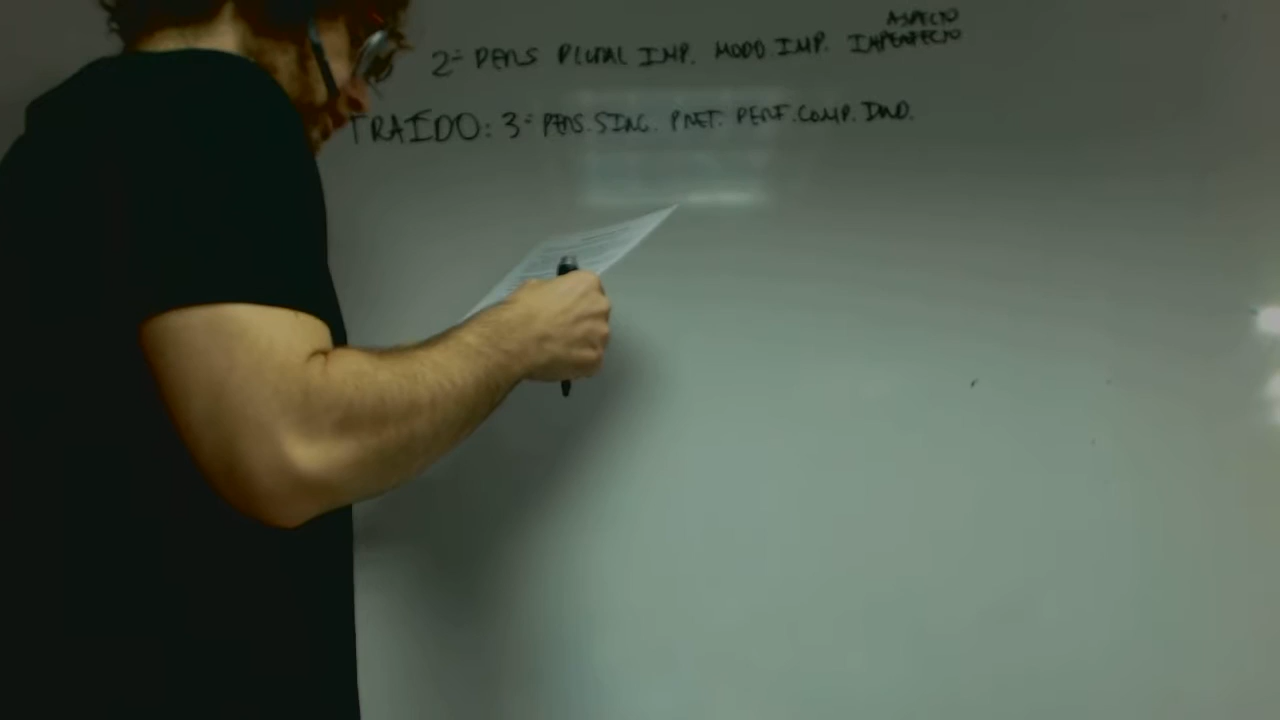 ASPECTO
2ª PERS PLURAL IMP. MODO IMP. IMPERFECTO
TRAÍDO: 3ª PERS. SING. PRET. PERF. COMP. IND.